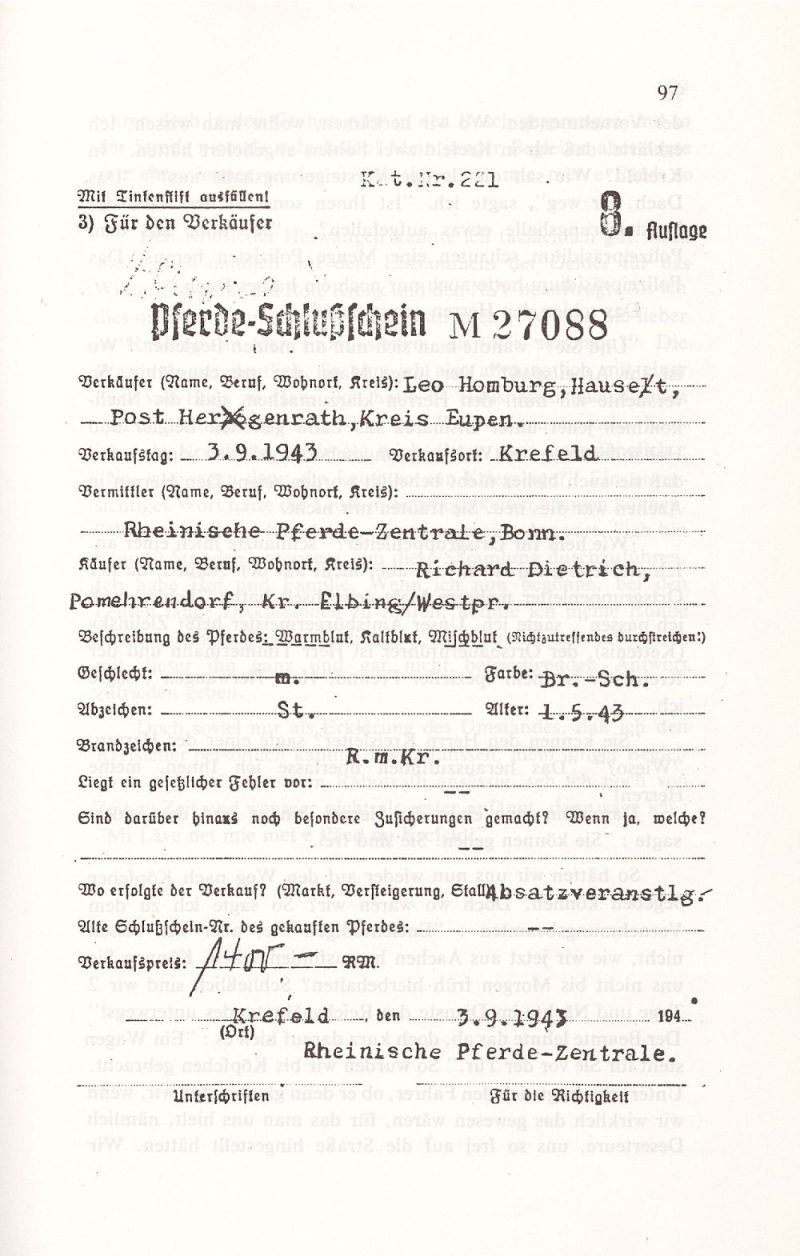 97
Kat.Nr.221
Mit Tintenstift ausfüllen!
3) Für den Verkäufer
8. Auflage
Pferde-Schlußschein M 27088
Verkäufer (Name, Beruf, Wohnort, Kreis): Leo Homburg, Hauset,
Post Hergenrath, Kreis Eupen.
Verkaufstag: 3.9.1943 Verkaufsort: Krefeld
Vermittler (Name, Beruf, Wohnort, Kreis):
Rheinische Pferde-Zentrale, Bonn.
Käufer (Name, Beruf, Wohnort, Kreis): Richard Dietrich,
Pomehrendorf, Kr. Elbing/Westpr.
Beschreibung des Pferdes: Warmblut, Kaltblut, Mischblut (Nichtzutreffendes durchstreichen!)
Geschlecht: m. Farbe: Br.-Sch.
Abzeichen: St. Alter: 1.5.43
Brandzeichen: R.m.Kr.
Liegt ein gesetzlicher Fehler vor: --
Sind darüber hinaus noch besondere Zusicherungen gemacht? Wenn ja, welche?
--
Wo erfolgte der Verkauf? (Markt, Versteigerung, Stall) Absatzveranstlg.
Alte Schlußschein-Nr. des gekauften Pferdes: --
Verkaufspreis: 1400 - RM.
Krefeld, den 3.9.1943 194
(Ort)
Rheinische Pferde-Zentrale.
Unterschriften Für die Richtigkeit